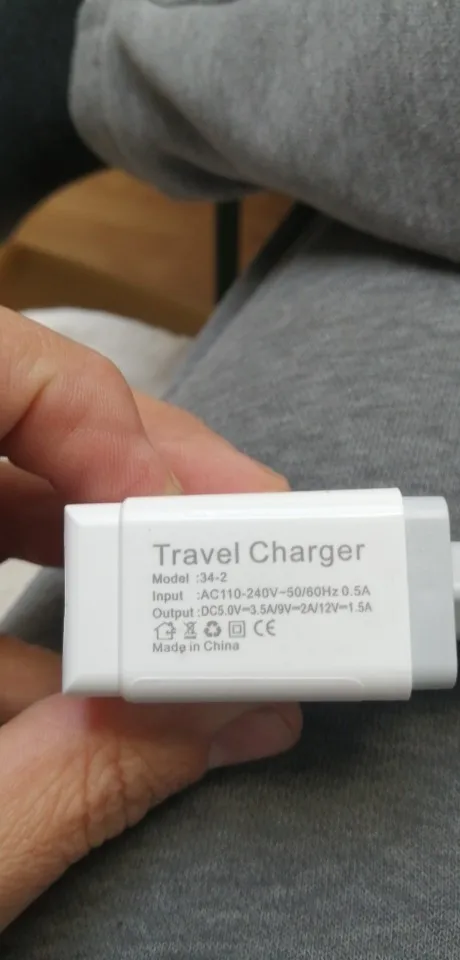 Travel Charger
Model :34-2
Input :AC110-240V~50/60Hz 0.5A
Output :DC5.0V⎓3.5A/9V⎓2A/12V⎓1.5A
CE
Made in China